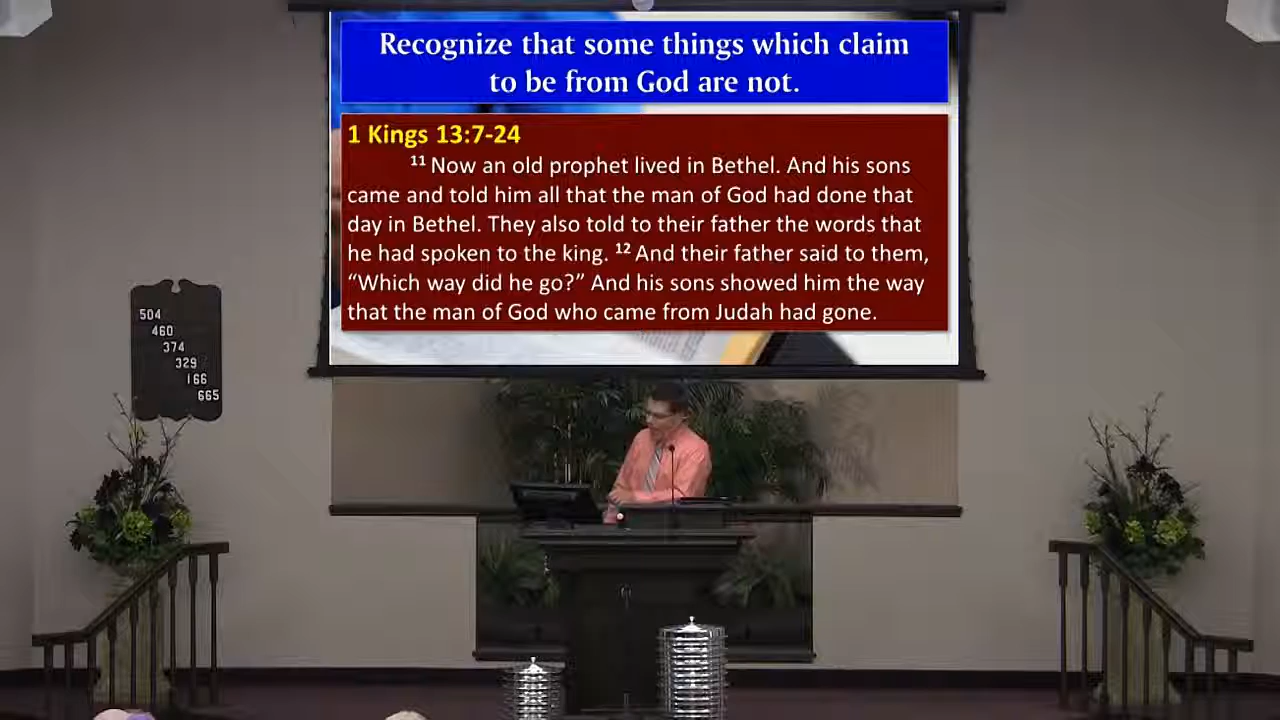 Recognize that some things which claim
to be from God are not.
1 Kings 13:7-24
11 Now an old prophet lived in Bethel. And his sons
came and told him all that the man of God had done that
day in Bethel. They also told to their father the words that
he had spoken to the king. 12 And their father said to them,
“Which way did he go?” And his sons showed him the way
that the man of God who came from Judah had gone.
504
460
374
329
166
665